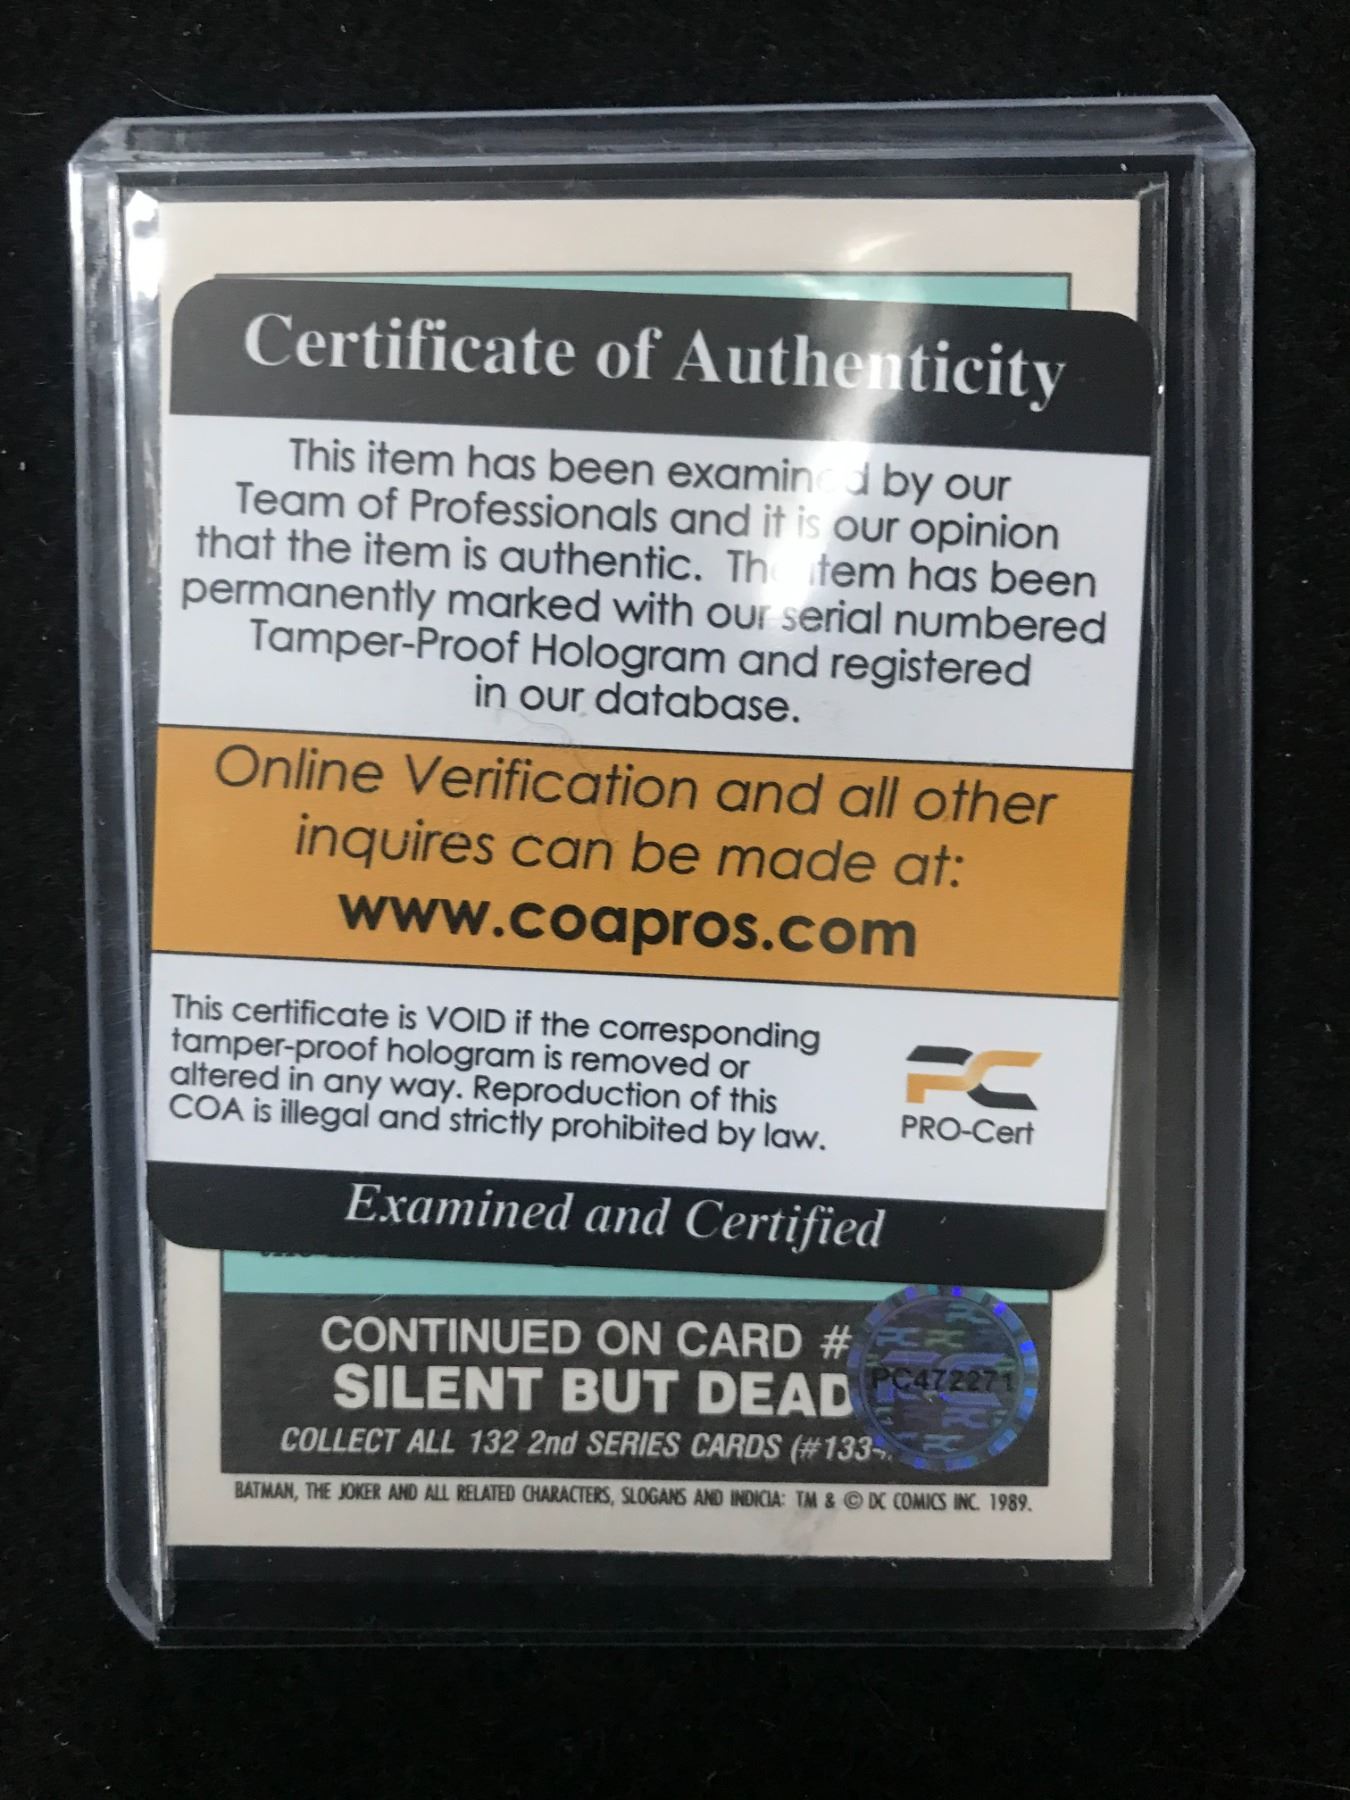 Certificate of Authenticity
This item has been examined by our
Team of Professionals and it is our opinion
that the item is authentic. The item has been
permanently marked with our serial numbered
Tamper-Proof Hologram and registered
in our database.
Online Verification and all other
inquires can be made at:
www.coapros.com
This certificate is VOID if the corresponding
tamper-proof hologram is removed or
altered in any way. Reproduction of this
COA is illegal and strictly prohibited by law.
PC
PRO-Cert
Examined and Certified
CONTINUED ON CARD #
SILENT BUT DEAD
PC472271
COLLECT ALL 132 2nd SERIES CARDS (#133-
BATMAN, THE JOKER AND ALL RELATED CHARACTERS, SLOGANS AND INDICIA: TM & © DC COMICS INC. 1989.